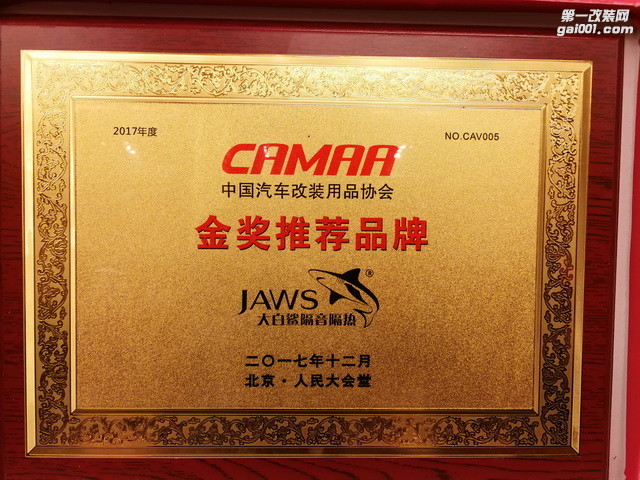 第一改装网
gai001.com
2017年度
NO.CAV005
CAMAA
中国汽车改装用品协会
金奖推荐品牌
JAWS ®
大白鲨隔音隔热
二〇一七年十二月
北京·人民大会堂